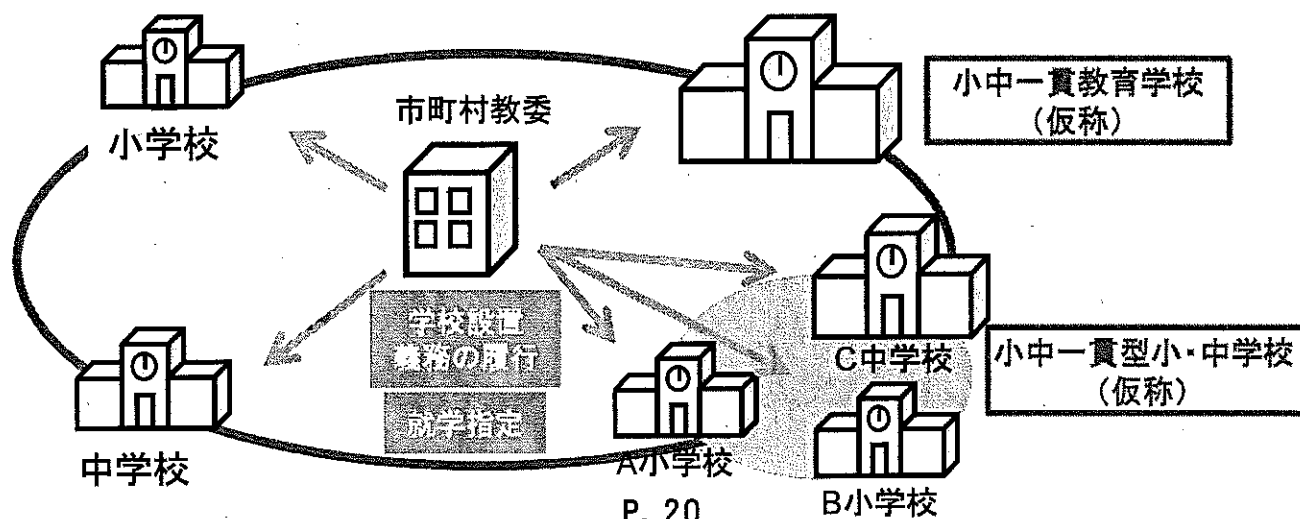 小学校
市町村教委
小中一貫教育学校
(仮称)
学校設置
義務の履行
就学指定
中学校
A小学校
C中学校
B小学校
小中一貫型小・中学校
(仮称)
P. 20